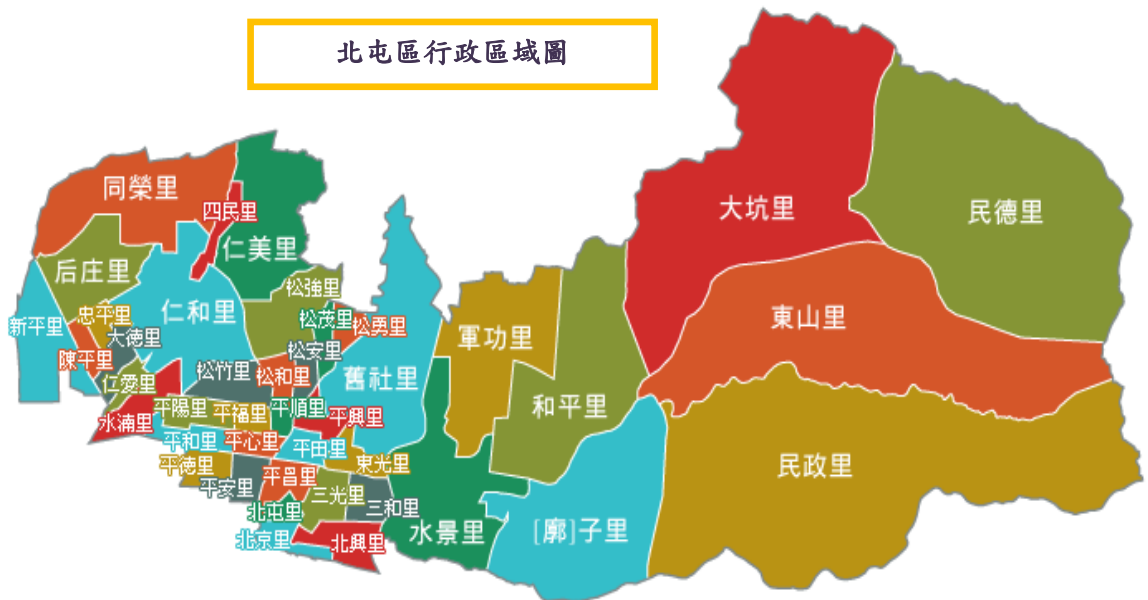 北屯區行政區域圖
同榮里
四民里
仁美里
大坑里
民德里
后庄里
仁和里
松強里
忠平里
新平里
大德里
松茂里
松男里
軍功里
東山里
陳平里
松安里
松竹里
松和里
舊社里
仁愛里
平陽里
平福里
平順里
平興里
和平里
水湳里
平和里
平心里
平田里
東光里
民政里
平德里
平安里
平昌里
三光里
三和里
北屯里
北京里
北興里
水景里
[廓]子里